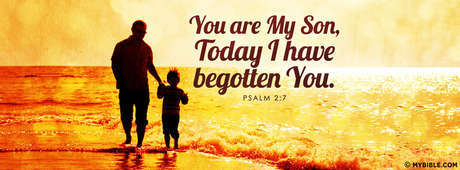 You are My Son,
Today I have
begotten You.
PSALM 2:7
© MYBIBLE.COM